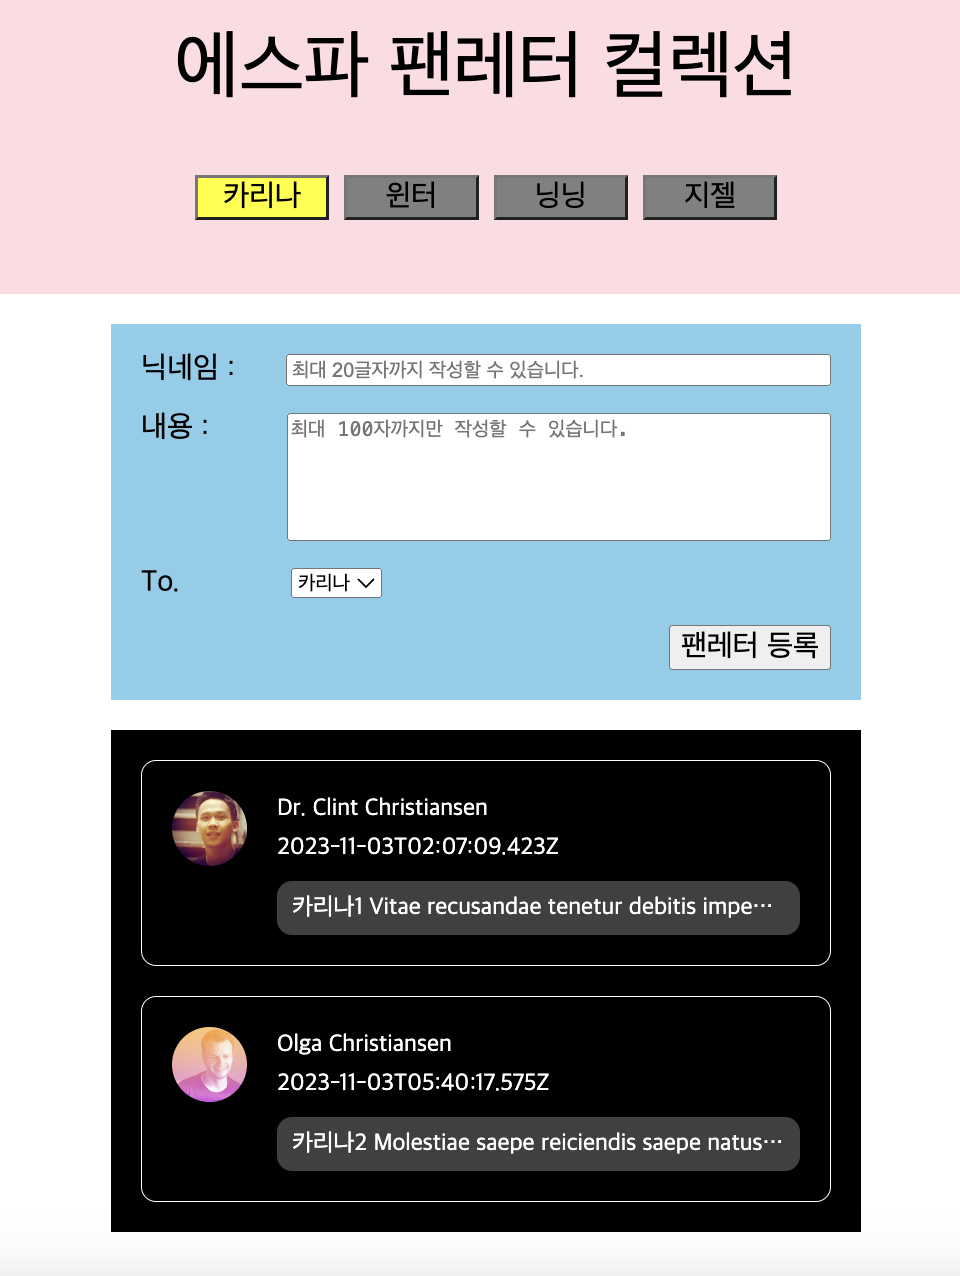 에스파 팬레터 컬렉션
카리나 윈터 닝닝 지젤
닉네임 : 최대 20글자까지 작성할 수 있습니다.
내용 : 최대 100자까지만 작성할 수 있습니다.
To. 카리나
팬레터 등록
Dr. Clint Christiansen
2023-11-03T02:07:09.423Z
카리나1 Vitae recusandae tenetur debitis impe…
Olga Christiansen
2023-11-03T05:40:17.575Z
카리나2 Molestiae saepe reiciendis saepe natus…